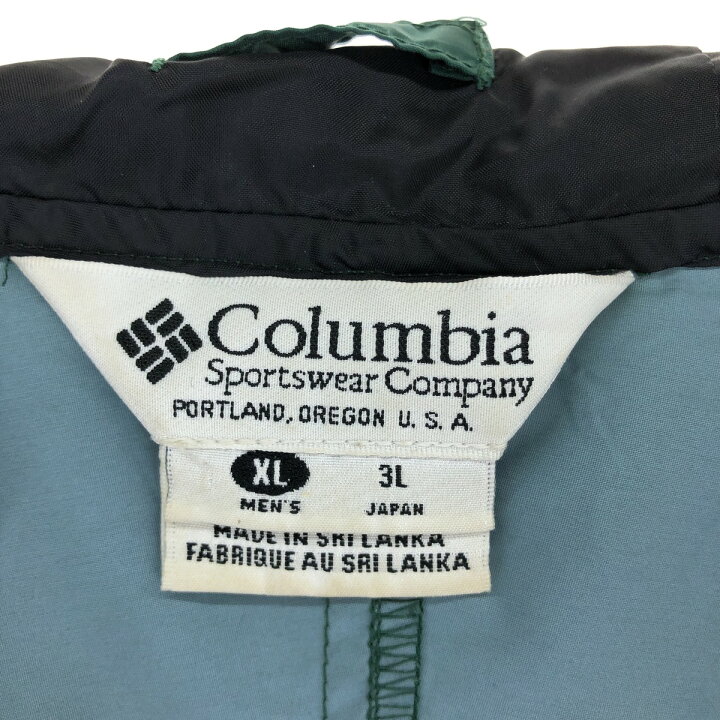 Columbia
Sportswear Company
PORTLAND, OREGON U. S. A.
XL 3L
MEN'S JAPAN
MADE IN SRI LANKA
FABRIQUE AU SRI LANKA